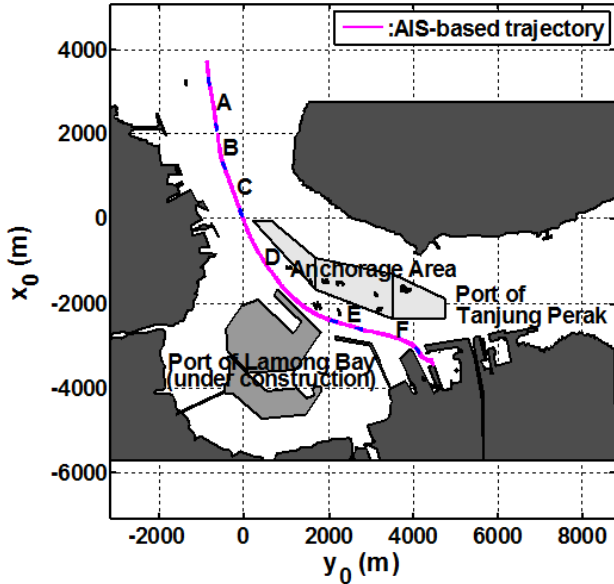 :AIS-based trajectory
4000
2000
0
-2000
-4000
-6000
x0 (m)
A
B
C
D
Anchorage Area
E
F
Port of
Tanjung Perak
Port of Lamong Bay
(under construction)
-2000
0
2000
4000
6000
8000
y0 (m)